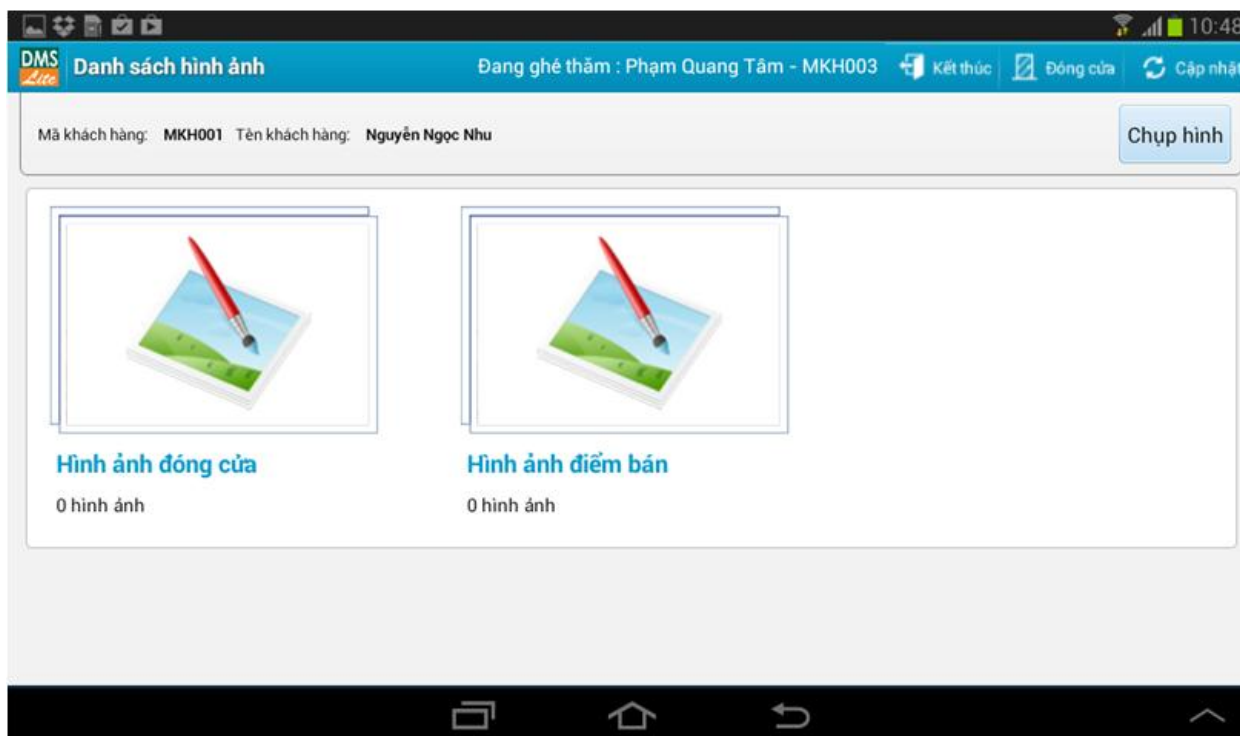 10:48
DMS
Lite
Danh sách hình ảnh
Đang ghé thăm : Phạm Quang Tâm - MKH003
Kết thúc
Đóng cửa
Cập nhật
Mã khách hàng: MKH001 Tên khách hàng: Nguyễn Ngọc Nhu
Chụp hình
Hình ảnh đóng cửa
0 hình ảnh
Hình ảnh điểm bán
0 hình ảnh